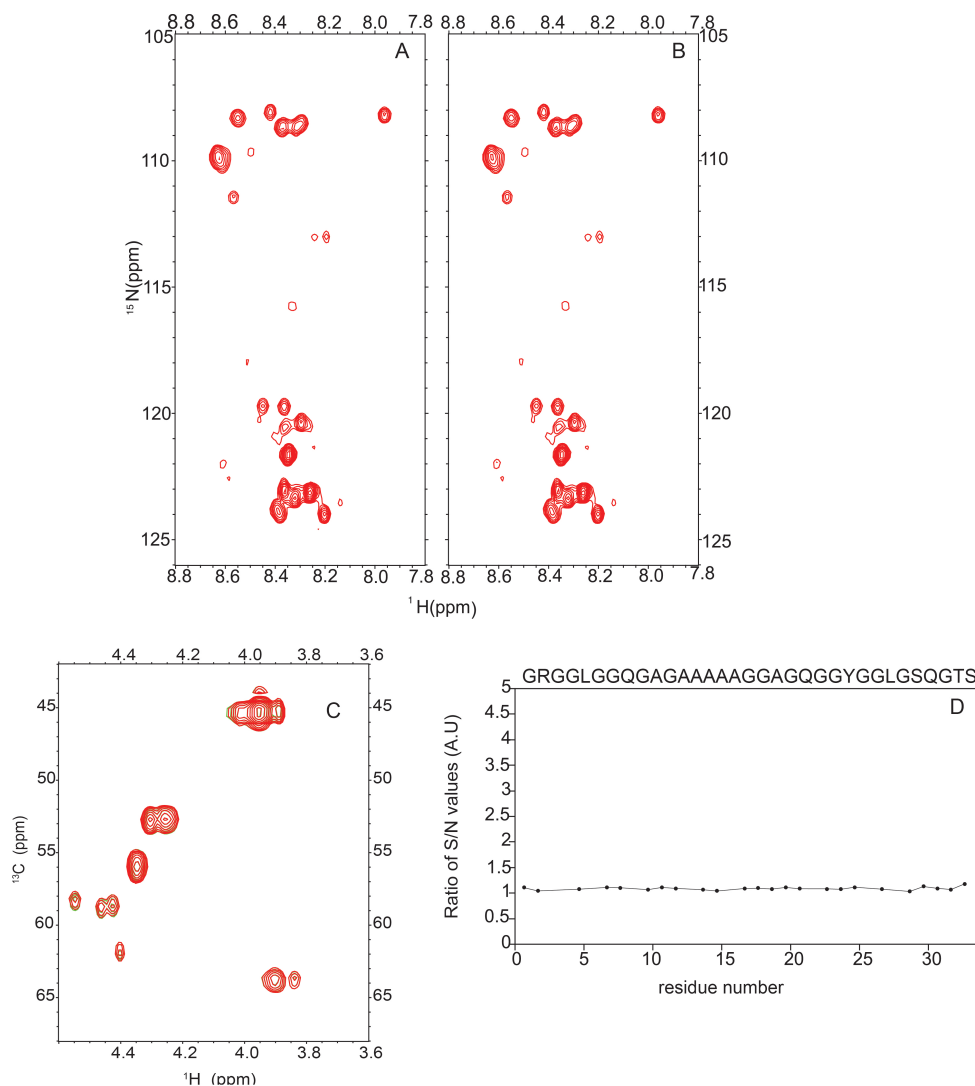 8.8 8.6 8.4 8.2 8.0 7.8 8.8 8.6 8.4 8.2 8.0 7.8
105 A B 105
110 110
115 115
120 120
125 125
¹⁵N(ppm)
8.8 8.6 8.4 8.2 8.0 8.8 8.6 8.4 8.2 8.0 7.8
¹H(ppm)
4.4 4.2 4.0 3.8 3.6
45 C 45
50 50
55 55
60 60
65 65
¹³C (ppm)
4.4 4.2 4.0 3.8 3.6
¹H (ppm)
GRGGLGGQGAGAAAAAGGAGQGGYGGLGSQGTS
D
5
4.5
4
3.5
3
2.5
2
1.5
1
0.5
0
Ratio of S/N values (A.U)
0 5 10 15 20 25 30
residue number